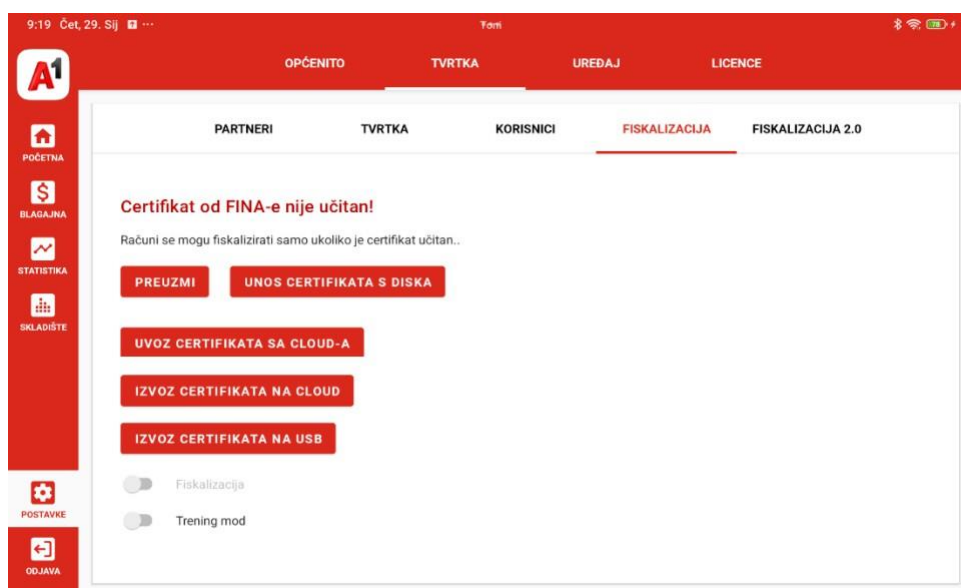 9:19 Čet, 29. Sij
Tom
78
A1
OPĆENITO TVRTKA UREĐAJ LICENCE
PARTNERI TVRTKA KORISNICI FISKALIZACIJA FISKALIZACIJA 2.0
POČETNA
BLAGAJNA
STATISTIKA
SKLADIŠTE
Certifikat od FINA-e nije učitan!
Računi se mogu fiskalizirati samo ukoliko je certifikat učitan..
PREUZMI UNOS CERTIFIKATA S DISKA
UVOZ CERTIFIKATA SA CLOUD-A
IZVOZ CERTIFIKATA NA CLOUD
IZVOZ CERTIFIKATA NA USB
Fiskalizacija
Trening mod
POSTAVKE
ODJAVA